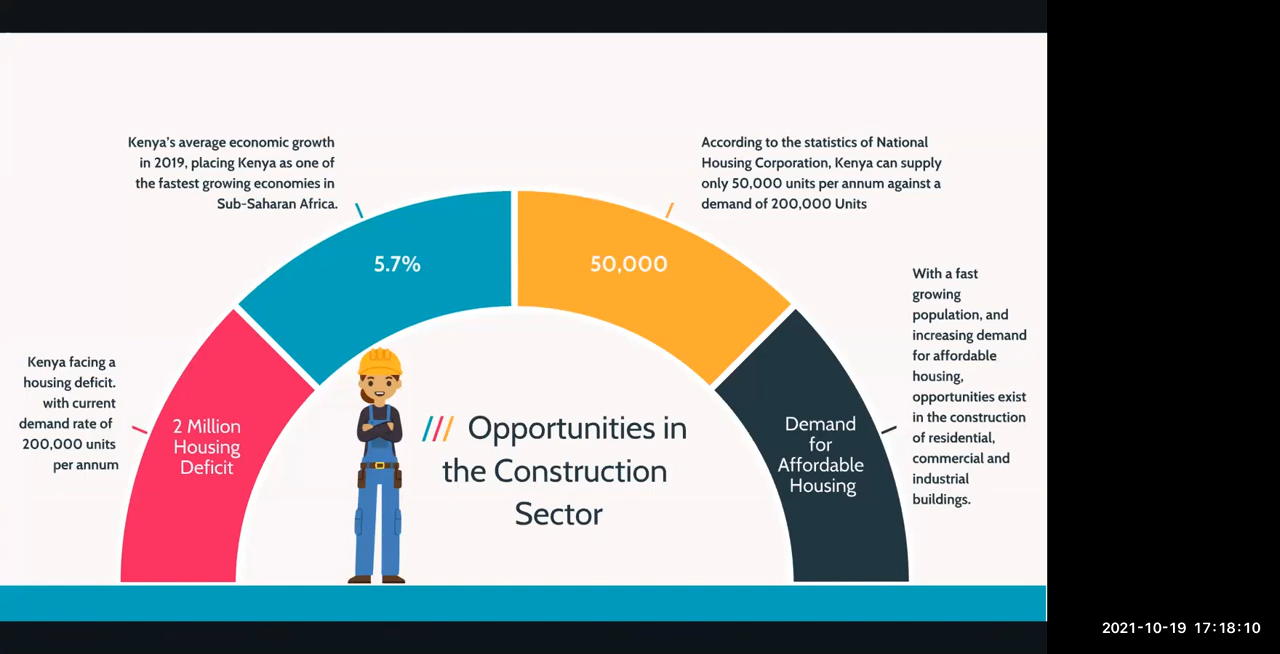 Kenya's average economic growth
in 2019, placing Kenya as one of
the fastest growing economies in
Sub-Saharan Africa.
According to the statistics of National
Housing Corporation, Kenya can supply
only 50,000 units per annum against a
demand of 200,000 Units
5.7%
50,000
With a fast
growing
population, and
increasing demand
for affordable
housing,
opportunities exist
in the construction
of residential,
commercial and
industrial
buildings.
Kenya facing a
housing deficit.
with current
demand rate of
200,000 units
per annum
2 Million
Housing
Deficit
/// Opportunities in
the Construction
Sector
Demand
for
Affordable
Housing
2021-10-19 17:18:10